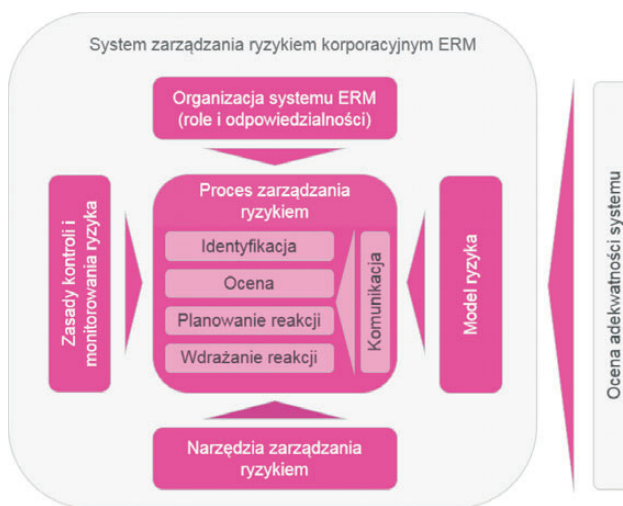 System zarządzania ryzykiem korporacyjnym ERM
Organizacja systemu ERM
(role i odpowiedzialności)
Zasady kontroli i
monitorowania ryzyka
Proces zarządzania
ryzykiem
Identyfikacja
Ocena
Planowanie reakcji
Wdrażanie reakcji
Komunikacja
Model ryzyka
Narzędzia zarządzania
ryzykiem
Ocena adekwatności systemu